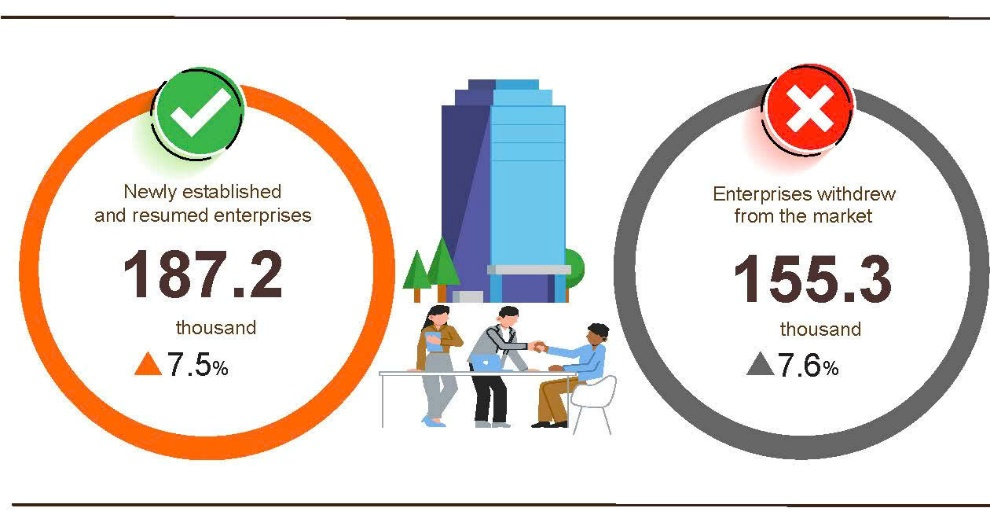 Newly established
and resumed enterprises
187.2
thousand
▲7.5%
Enterprises withdrew
from the market
155.3
thousand
▲7.6%